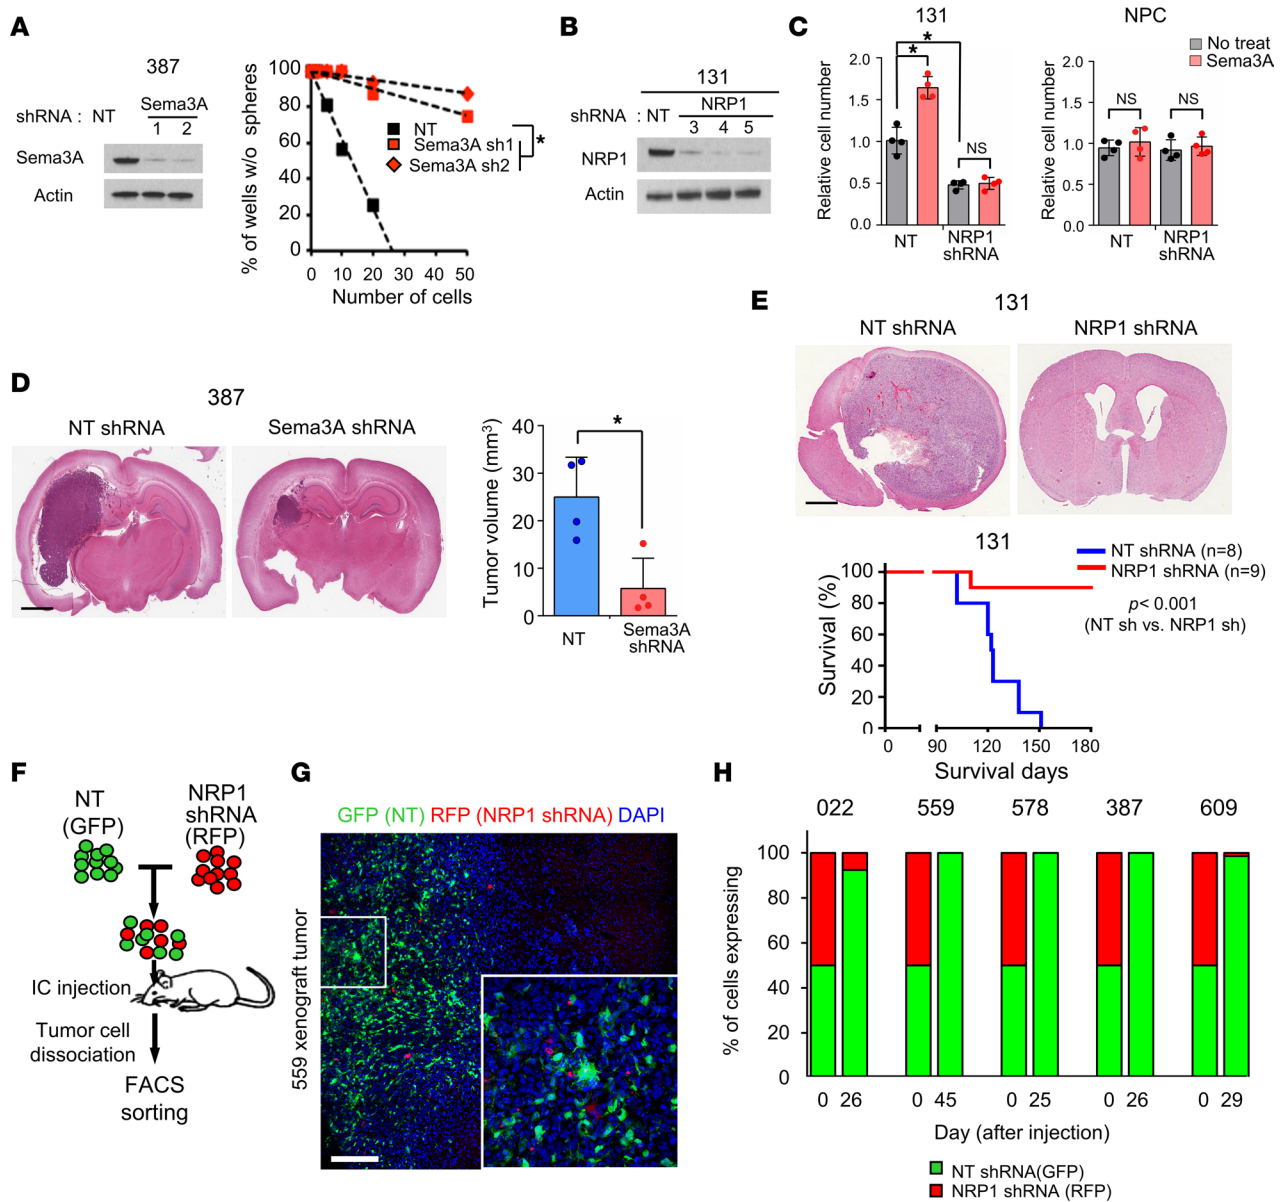 A
387
shRNA : NT
Sema3A
1 2
Sema3A
Actin
% of wells w/o spheres
100
80
60
40
20
0
0 10 20 30 40 50
Number of cells
NT
Sema3A sh1
Sema3A sh2
*
B
131
shRNA : NT
NRP1
3 4 5
NRP1
Actin
C
131
Relative cell number
2.0
1.5
1.0
0.5
0.0
*
*
NS
NT
NRP1
shRNA
NPC
No treat
Sema3A
Relative cell number
2.0
1.5
1.0
0.5
0.0
NS
NS
NT
NRP1
shRNA
D
387
NT shRNA
Sema3A shRNA
Tumor volume (mm³)
40
30
20
10
0
*
NT
Sema3A
shRNA
E
131
NT shRNA
NRP1 shRNA
131
NT shRNA (n=8)
NRP1 shRNA (n=9)
p< 0.001
(NT sh vs. NRP1 sh)
Survival (%)
100
80
60
40
20
0
0 90 120 150 180
Survival days
F
NT
(GFP)
NRP1
shRNA
(RFP)
IC injection
Tumor cell
dissociation
FACS
sorting
G
GFP (NT) RFP (NRP1 shRNA) DAPI
559 xenograft tumor
H
022 559 578 387 609
% of cells expressing
100
80
60
40
20
0
0 26 0 45 0 25 0 26 0 29
Day (after injection)
NT shRNA(GFP)
NRP1 shRNA (RFP)